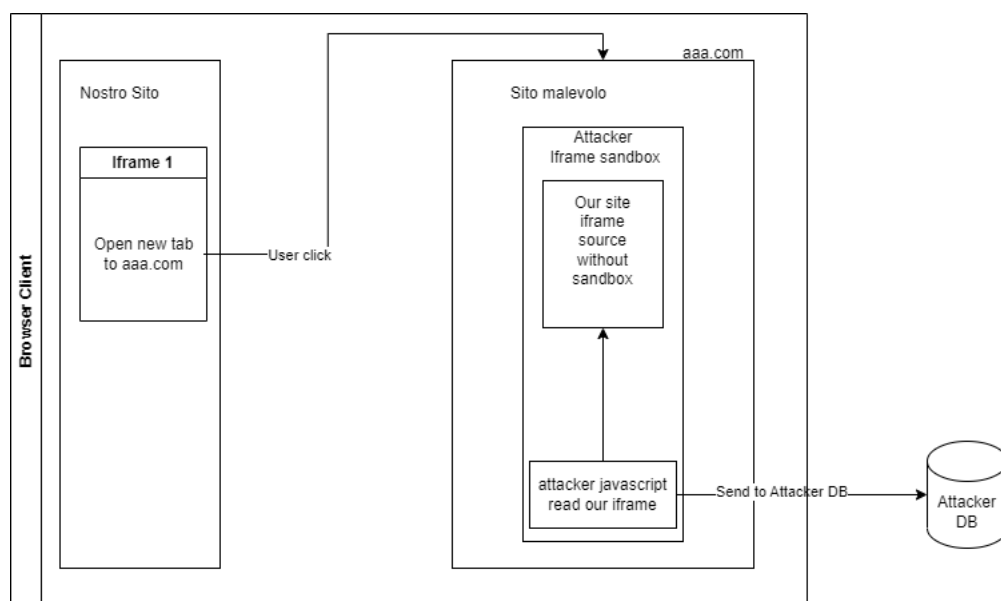 Browser Client
Nostro Sito
Iframe 1
Open new tab
to aaa.com
User click
aaa.com
Sito malevolo
Attacker
Iframe sandbox
Our site
iframe
source
without
sandbox
attacker javascript
read our iframe
Send to Attacker DB
Attacker
DB